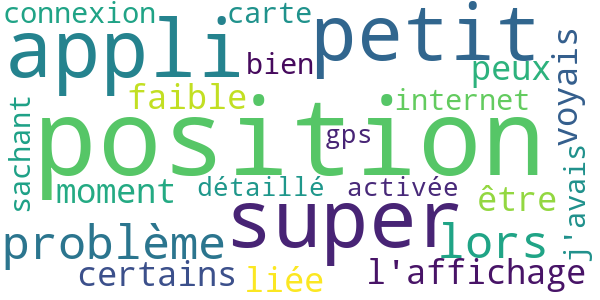 connexion
carte
appli
petit
bien
peux
voyais
faible
internet
sachant
position
gps
moment
détaillé
activée
être
j'avais
super
problème
lors
certains
liée
l'affichage